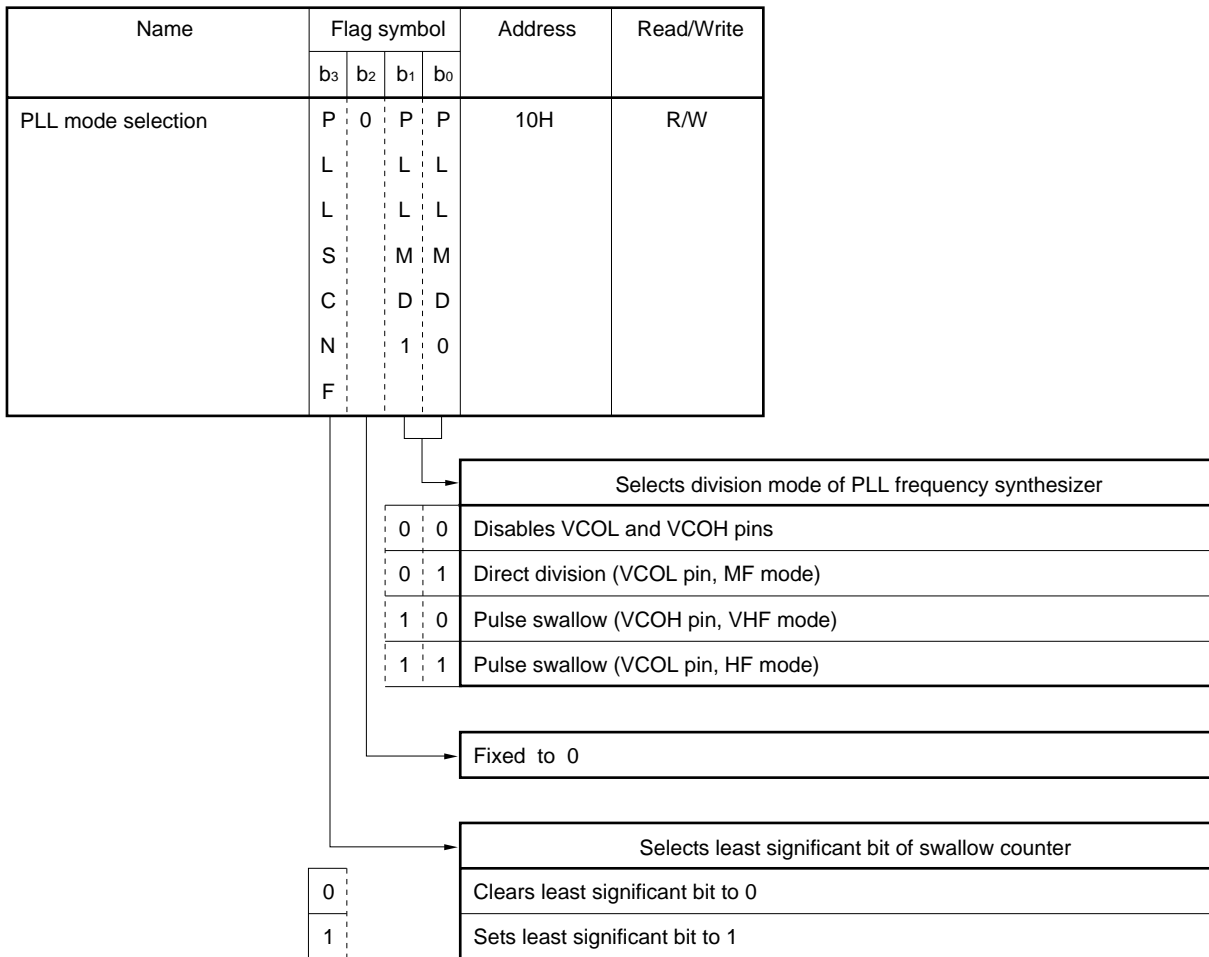 Name Flag symbol Address Read/Write
b3 b2 b1 b0
PLL mode selection P 0 P P 10H R/W
L L L
L L L
S M M
C D D
N 1 0
F
Selects division mode of PLL frequency synthesizer
0 0 Disables VCOL and VCOH pins
0 1 Direct division (VCOL pin, MF mode)
1 0 Pulse swallow (VCOH pin, VHF mode)
1 1 Pulse swallow (VCOL pin, HF mode)
Fixed to 0
Selects least significant bit of swallow counter
0 Clears least significant bit to 0
1 Sets least significant bit to 1